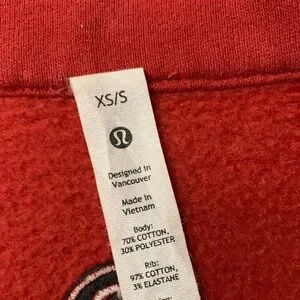 XS/S
Designed in
Vancouver
Made in
Vietnam
Body:
70% COTTON,
30% POLYESTER
Rib:
97% COTTON,
3% ELASTANE